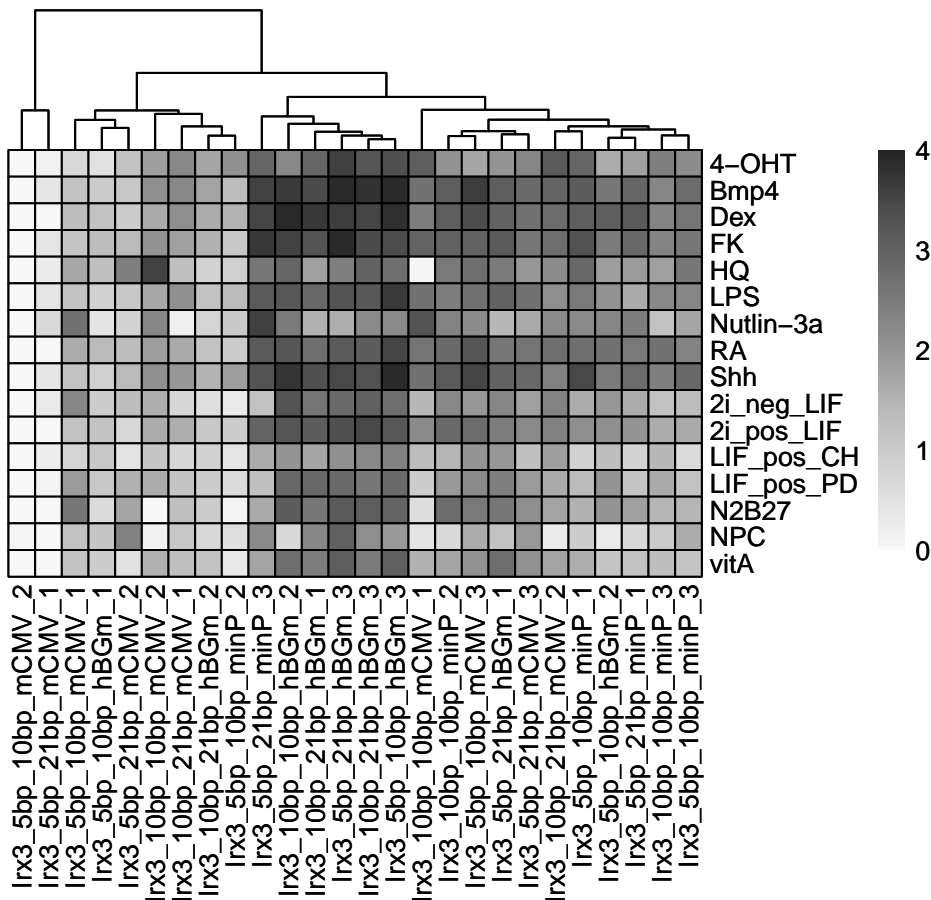 4−OHT
Bmp4
Dex
FK
HQ
LPS
Nutlin−3a
RA
Shh
2i_neg_LIF
2i_pos_LIF
LIF_pos_CH
LIF_pos_PD
N2B27
NPC
vitA
4
3
2
1
0
Irx3_5bp_10bp_mCMV_2
Irx3_5bp_21bp_mCMV_1
Irx3_5bp_10bp_mCMV_1
Irx3_5bp_10bp_hBGm_1
Irx3_5bp_21bp_mCMV_2
Irx3_10bp_10bp_mCMV_2
Irx3_10bp_21bp_mCMV_1
Irx3_10bp_21bp_hBGm_2
Irx3_5bp_10bp_minP_2
Irx3_5bp_21bp_minP_3
Irx3_10bp_10bp_hBGm_2
Irx3_10bp_21bp_hBGm_1
Irx3_5bp_21bp_hBGm_3
Irx3_10bp_21bp_hBGm_3
Irx3_5bp_10bp_hBGm_3
Irx3_10bp_10bp_mCMV_1
Irx3_10bp_10bp_minP_2
Irx3_5bp_10bp_mCMV_3
Irx3_5bp_21bp_hBGm_1
Irx3_5bp_21bp_mCMV_3
Irx3_10bp_21bp_mCMV_2
Irx3_5bp_10bp_minP_1
Irx3_5bp_10bp_hBGm_2
Irx3_5bp_21bp_minP_1
Irx3_10bp_10bp_minP_3
Irx3_5bp_10bp_minP_3